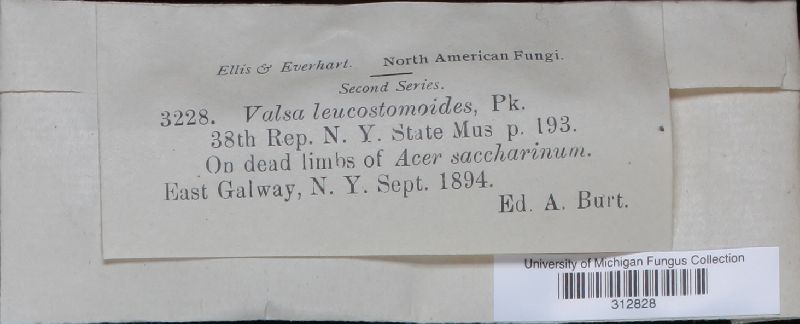 Ellis & Everhart. North American Fungi.
Second Series.
3228. Valsa leucostomoides, Pk.
38th Rep. N. Y. State Mus p. 193.
On dead limbs of Acer saccharinum.
East Galway, N. Y. Sept. 1894.
Ed. A. Burt.
University of Michigan Fungus Collection
312828